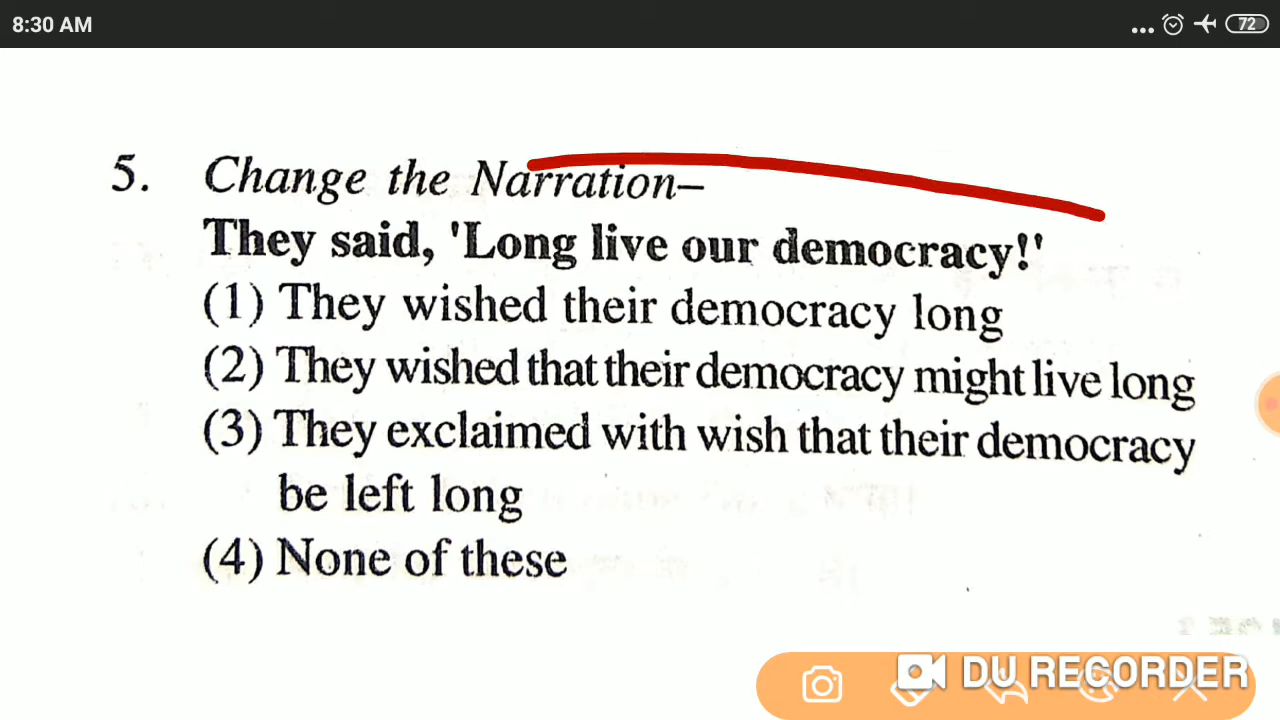 8:30 AM
72
5. Change the Narration–
They said, 'Long live our democracy!'
(1) They wished their democracy long
(2) They wished that their democracy might live long
(3) They exclaimed with wish that their democracy
be left long
(4) None of these
DU RECORDER